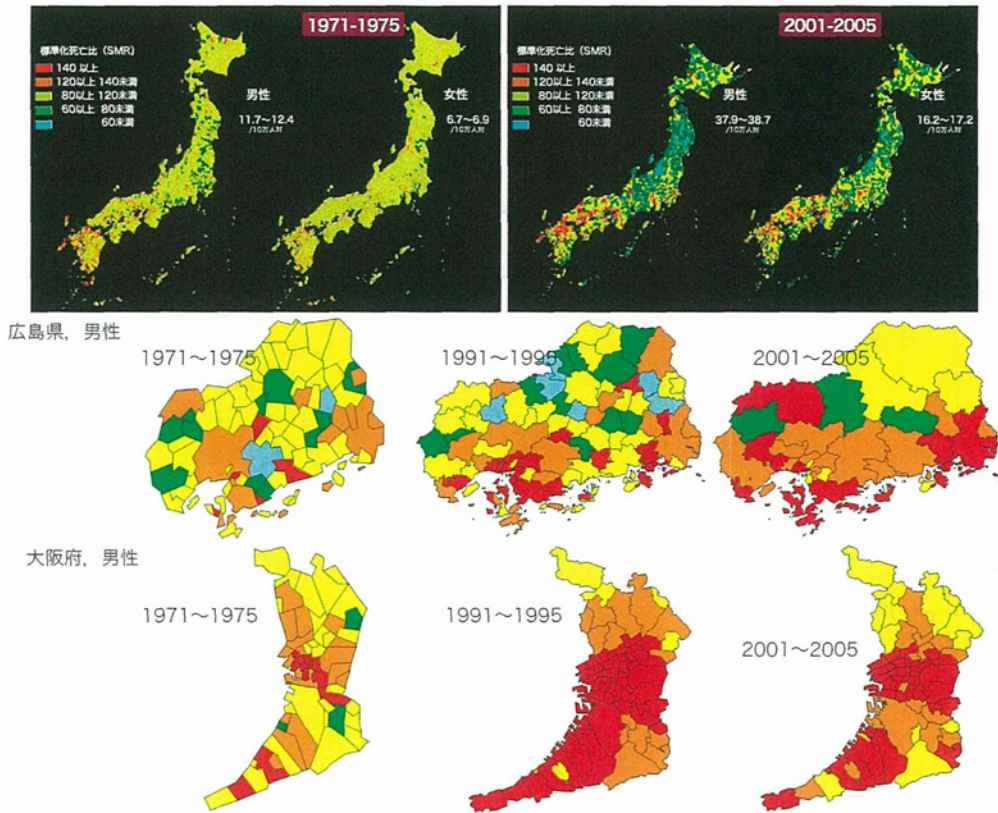 1971-1975
標準化死亡比（SMR）
140 以上
120以上 140未満
80以上 120未満
60以上 80未満
60未満
男性
11.7～12.4
/10万人対
女性
6.7～6.9
/10万人対
2001-2005
標準化死亡比（SMR）
140 以上
120以上 140未満
80以上 120未満
60以上 80未満
60未満
男性
37.9～38.7
/10万人対
女性
16.2～17.2
/10万人対
広島県，男性
1971～1975
1991～1995
2001～2005
大阪府，男性
1971～1975
1991～1995
2001～2005